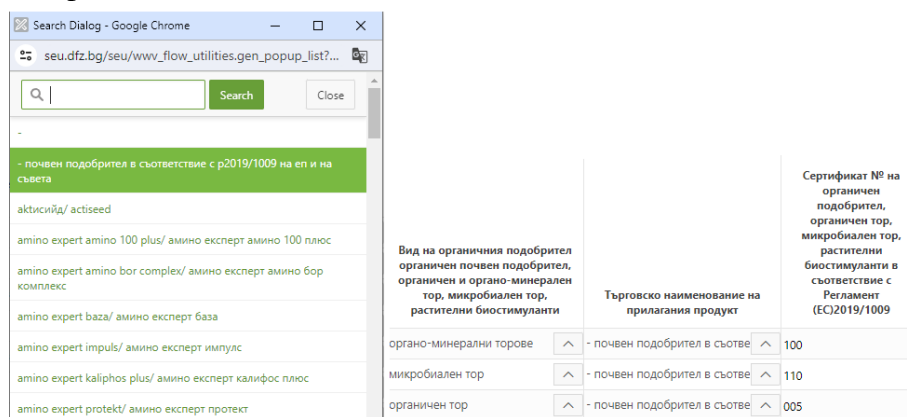 Search Dialog - Google Chrome
seu.dfz.bg/seu/wwv_flow_utilities.gen_popup_list?...
Search
Close
-
- почвен подобрител в съответствие с р2019/1009 на еп и на
съвета
актисийд/ actiseed
amino expert amino 100 plus/ амино експерт амино 100 плюс
amino expert amino bor complex/ амино експерт амино бор
комплекс
amino expert baza/ амино експерт база
amino expert impuls/ амино експерт импулс
amino expert kaliphos plus/ амино експерт калифос плюс
amino expert protekt/ амино експерт протект
Вид на органичния подобрител
органичен почвен подобрител,
органичен и органо-минерален
тор, микробиален тор,
растителни биостимуланти
Търговско наименование на
прилагания продукт
Сертификат № на
органичен
подобрител,
органичен тор,
микробиален тор,
растителни
биостимуланти в
съответствие с
Регламент
(ЕС)2019/1009
органо-минерални торове - почвен подобрител в съотве 100
микробиален тор - почвен подобрител в съотве 110
органичен тор - почвен подобрител в съотве 005